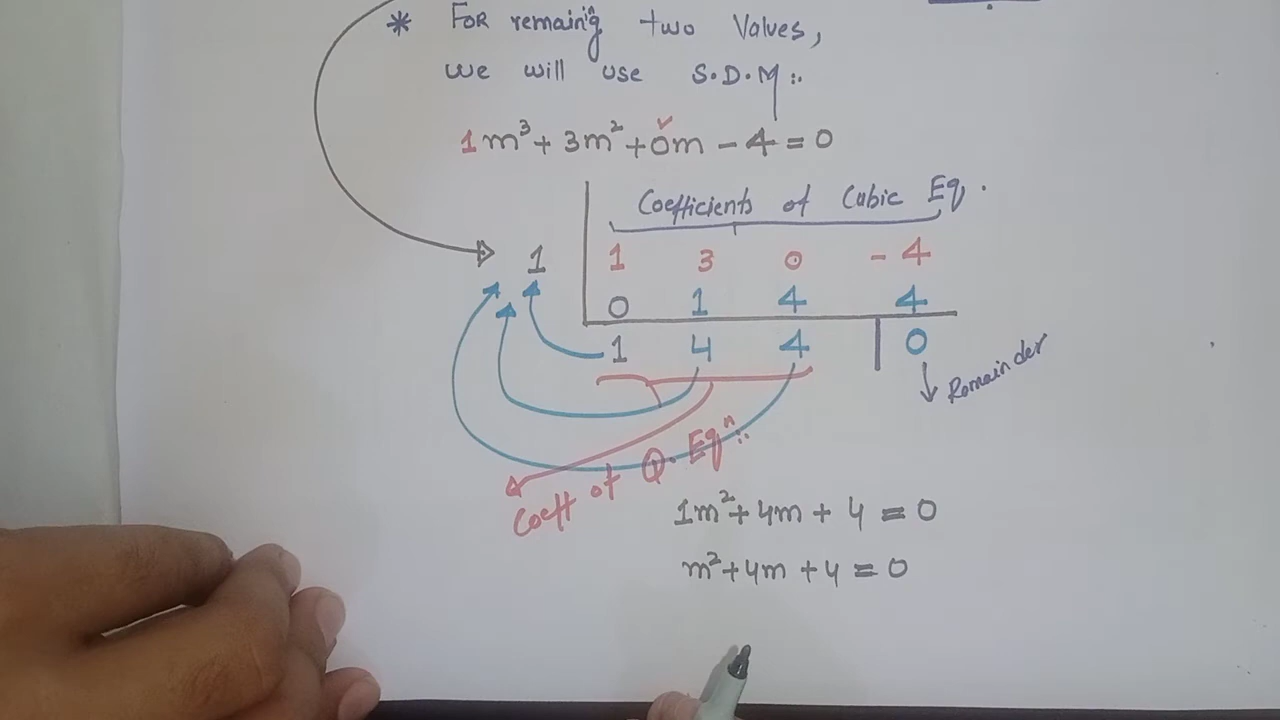 * FOR remainin̂g two Values,
we will use S.D.M:.
1m³ + 3m² + 0m - 4 = 0
Coefficients of Cubic Eq.
1 1 3 0 - 4
0 1 4 4
1 4 4 0
Remainder
Coeff of Q. Eqⁿ:.
1m² + 4m + 4 = 0
m² + 4m + 4 = 0